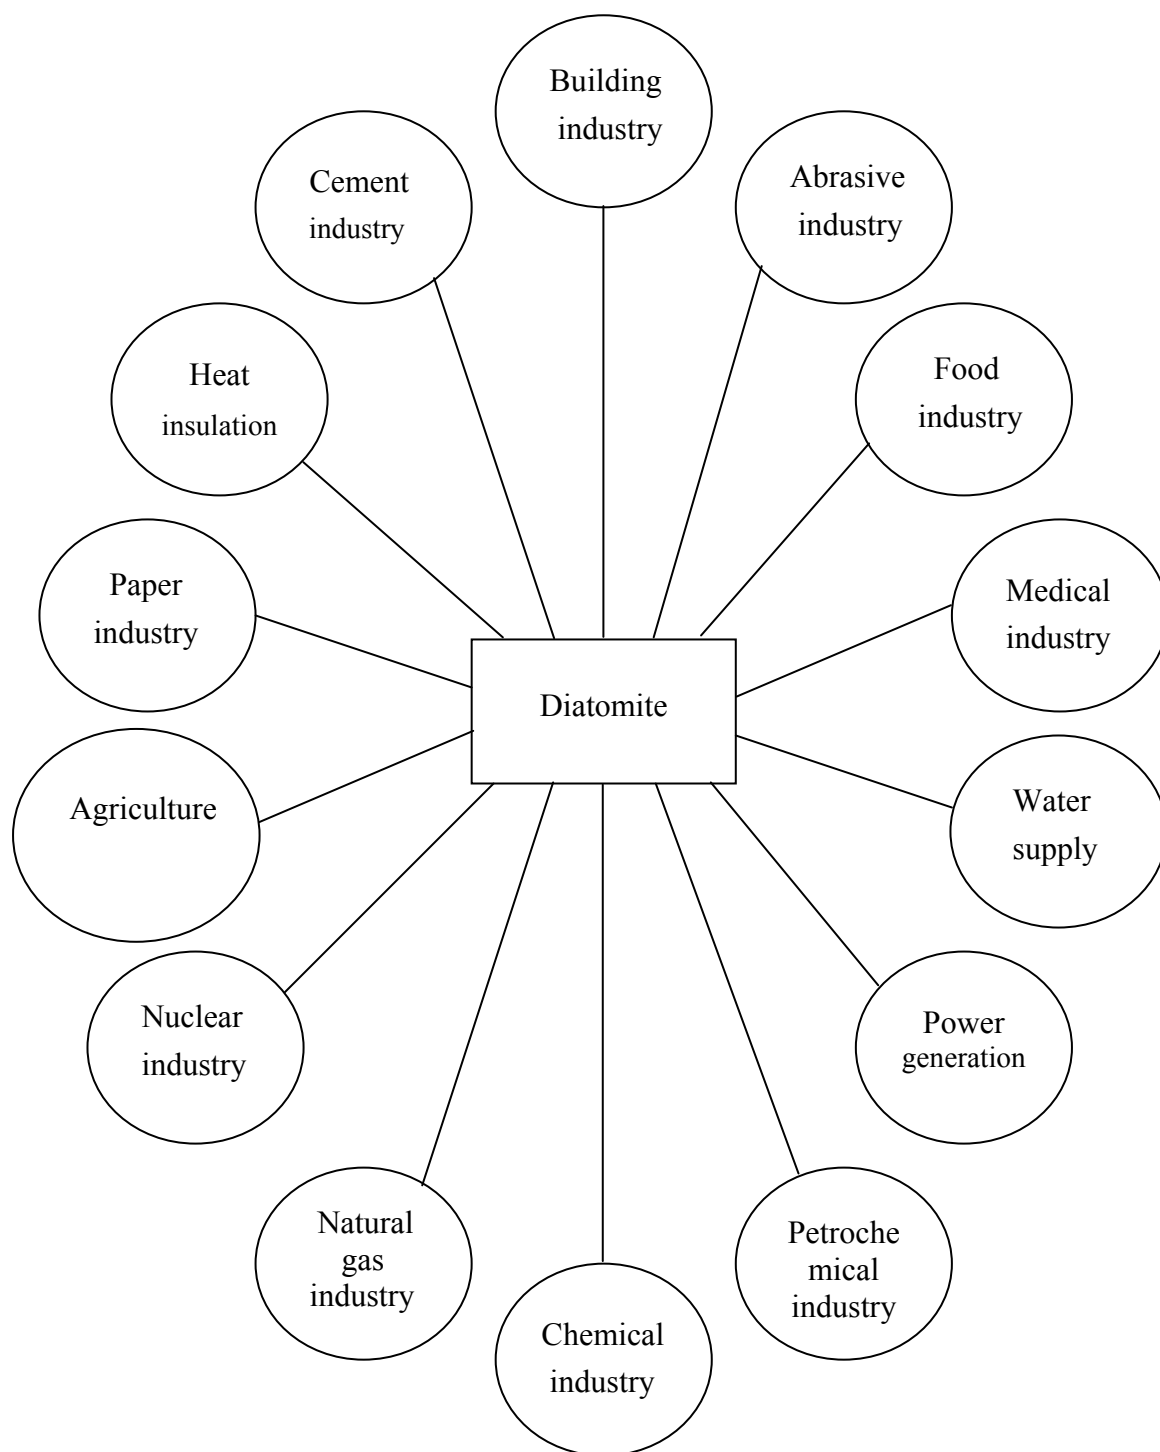 Building
industry
Abrasive
industry
Food
industry
Medical
industry
Water
supply
Power
generation
Petroche
mical
industry
Chemical
industry
Natural
gas
industry
Nuclear
industry
Agriculture
Paper
industry
Heat
insulation
Cement
industry
Diatomite